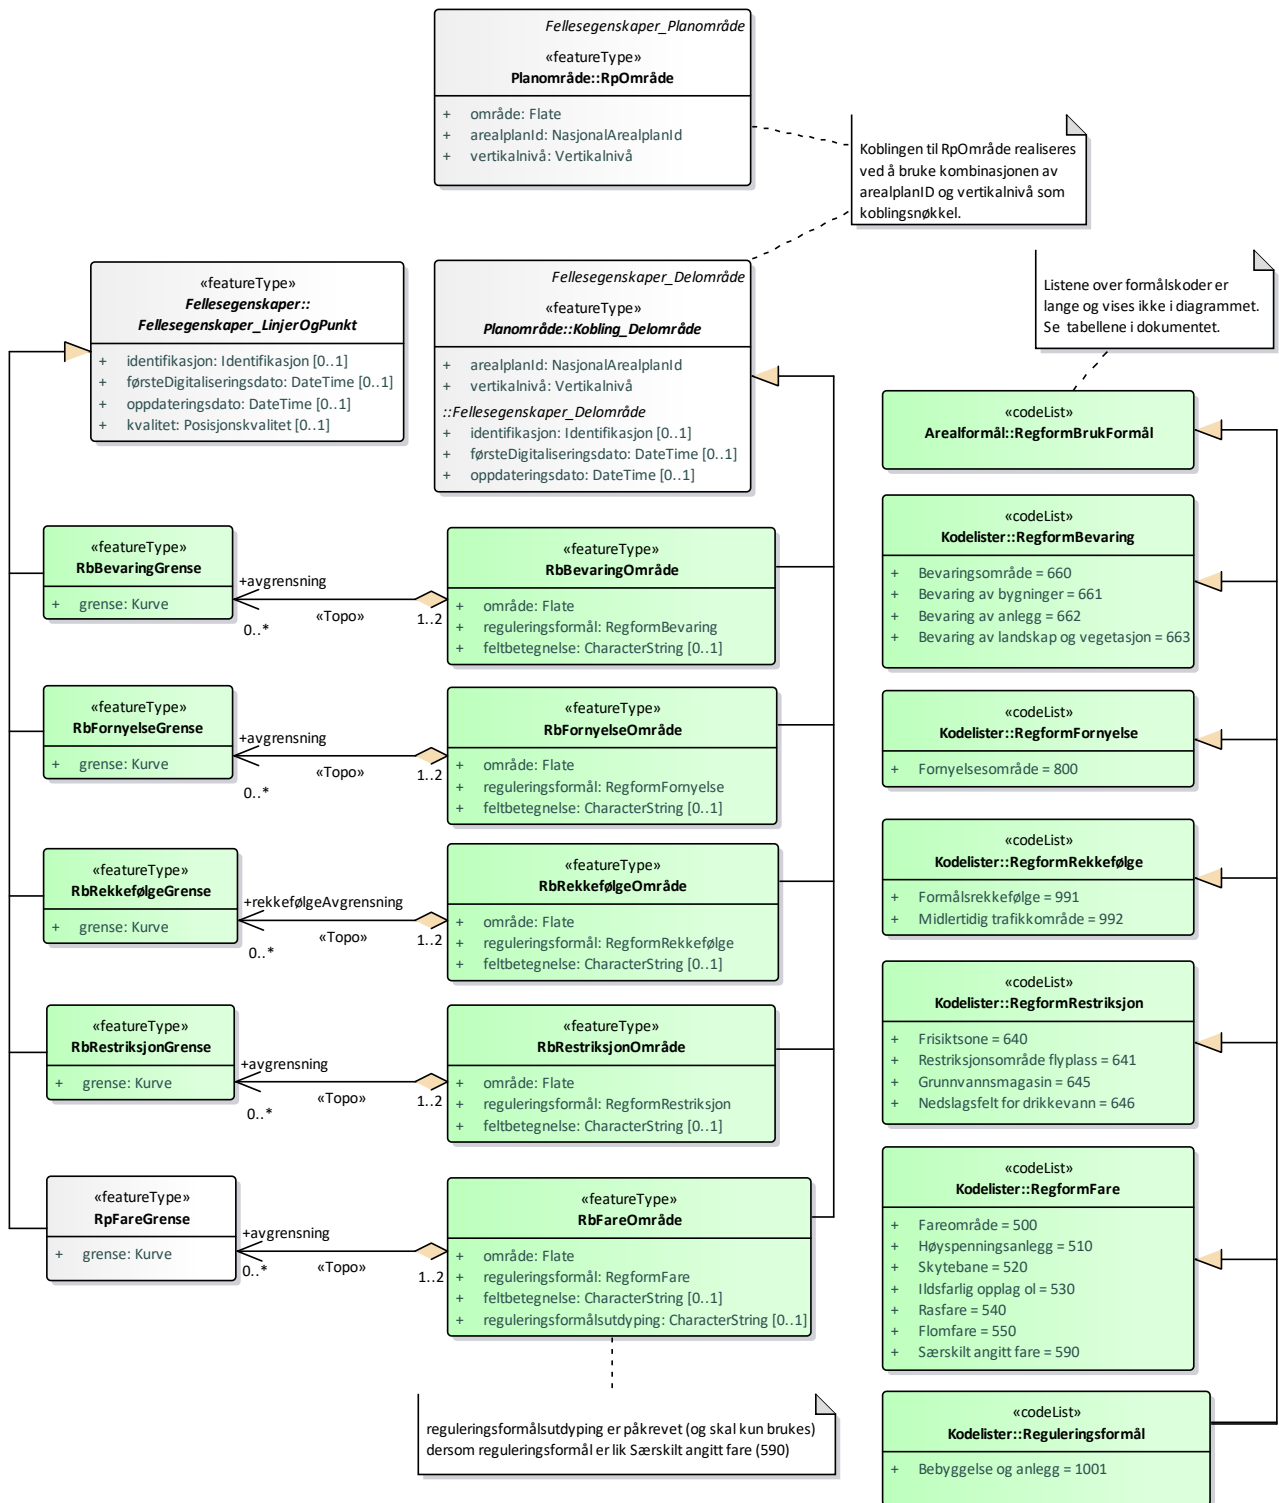 Fellesegenskaper_Planområde
«featureType»
Planområde::RpOmråde
+ område: Flate
+ arealplanId: NasjonalArealplanId
+ vertikalnivå: Vertikalnivå
Koblingen til RpOmråde realiseres
ved å bruke kombinasjonen av
arealplanID og vertikalnivå som
koblingsnøkkel.
«featureType»
Fellesegenskaper::
Fellesegenskaper_LinjerOgPunkt
+ identifikasjon: Identifikasjon [0..1]
+ førsteDigitaliseringsdato: DateTime [0..1]
+ oppdateringsdato: DateTime [0..1]
+ kvalitet: Posisjonskvalitet [0..1]
Fellesegenskaper_Delområde
«featureType»
Planområde::Kobling_Delområde
+ arealplanId: NasjonalArealplanId
+ vertikalnivå: Vertikalnivå
::Fellesegenskaper_Delområde
+ identifikasjon: Identifikasjon [0..1]
+ førsteDigitaliseringsdato: DateTime [0..1]
+ oppdateringsdato: DateTime [0..1]
Listene over formålskoder er
lange og vises ikke i diagrammet.
Se tabellene i dokumentet.
«codeList»
Arealformål::RegformBrukFormål
«featureType»
RbBevaringGrense
+ grense: Kurve
+avgrensning
0..*
«Topo»
1..2
«featureType»
RbBevaringOmråde
+ område: Flate
+ reguleringsformål: RegformBevaring
+ feltbetegnelse: CharacterString [0..1]
«codeList»
Kodelister::RegformBevaring
+ Bevaringsområde = 660
+ Bevaring av bygninger = 661
+ Bevaring av anlegg = 662
+ Bevaring av landskap og vegetasjon = 663
«featureType»
RbFornyelseGrense
+ grense: Kurve
+avgrensning
0..*
«Topo»
1..2
«featureType»
RbFornyelseOmråde
+ område: Flate
+ reguleringsformål: RegformFornyelse
+ feltbetegnelse: CharacterString [0..1]
«codeList»
Kodelister::RegformFornyelse
+ Fornyelsesområde = 800
«featureType»
RbRekkefølgeGrense
+ grense: Kurve
+rekkefølgeAvgrensning
0..*
«Topo»
1..2
«featureType»
RbRekkefølgeOmråde
+ område: Flate
+ reguleringsformål: RegformRekkefølge
+ feltbetegnelse: CharacterString [0..1]
«codeList»
Kodelister::RegformRekkefølge
+ Formålsrekkefølge = 991
+ Midlertidig trafikkområde = 992
«featureType»
RbRestriksjonGrense
+ grense: Kurve
+avgrensning
0..*
«Topo»
1..2
«featureType»
RbRestriksjonOmråde
+ område: Flate
+ reguleringsformål: RegformRestriksjon
+ feltbetegnelse: CharacterString [0..1]
«codeList»
Kodelister::RegformRestriksjon
+ Frisiktsone = 640
+ Restriksjonsområde flyplass = 641
+ Grunnvannsmagasin = 645
+ Nedslagsfelt for drikkevann = 646
«featureType»
RpFareGrense
+ grense: Kurve
+avgrensning
0..*
«Topo»
1..2
«featureType»
RbFareOmråde
+ område: Flate
+ reguleringsformål: RegformFare
+ feltbetegnelse: CharacterString [0..1]
+ reguleringsformålsutdyping: CharacterString [0..1]
«codeList»
Kodelister::RegformFare
+ Fareområde = 500
+ Høyspenningsanlegg = 510
+ Skytebane = 520
+ Ildsfarlig opplag ol = 530
+ Rasfare = 540
+ Flomfare = 550
+ Særskilt angitt fare = 590
reguleringsformålsutdyping er påkrevet (og skal kun brukes)
dersom reguleringsformål er lik Særskilt angitt fare (590)
«codeList»
Kodelister::Reguleringsformål
+ Bebyggelse og anlegg = 1001